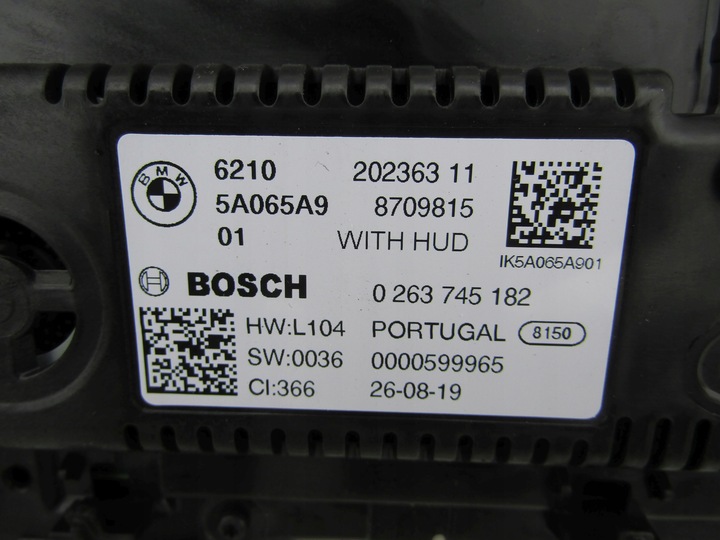 BMW
6210 202363 11
5A065A9 8709815
01 WITH HUD
IK5A065A901
BOSCH 0 263 745 182
HW:L104 PORTUGAL 8150
SW:0036 0000599965
CI:366 26-08-19